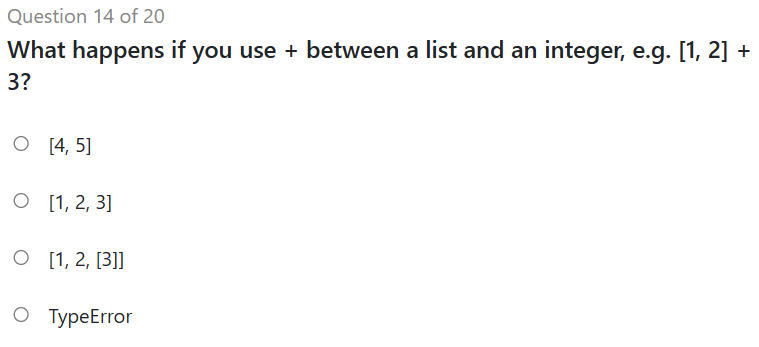 Question 14 of 20
What happens if you use + between a list and an integer, e.g. [1, 2] +
3?
[4, 5]
[1, 2, 3]
[1, 2, [3]]
TypeError